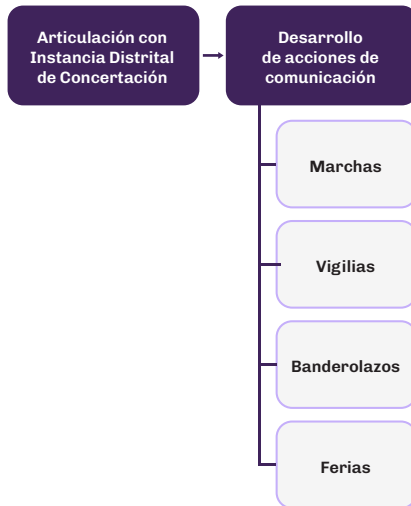 Articulación con
Instancia Distrital
de Concertación
Desarrollo
de acciones de
comunicación
Marchas
Vigilias
Banderolazos
Ferias